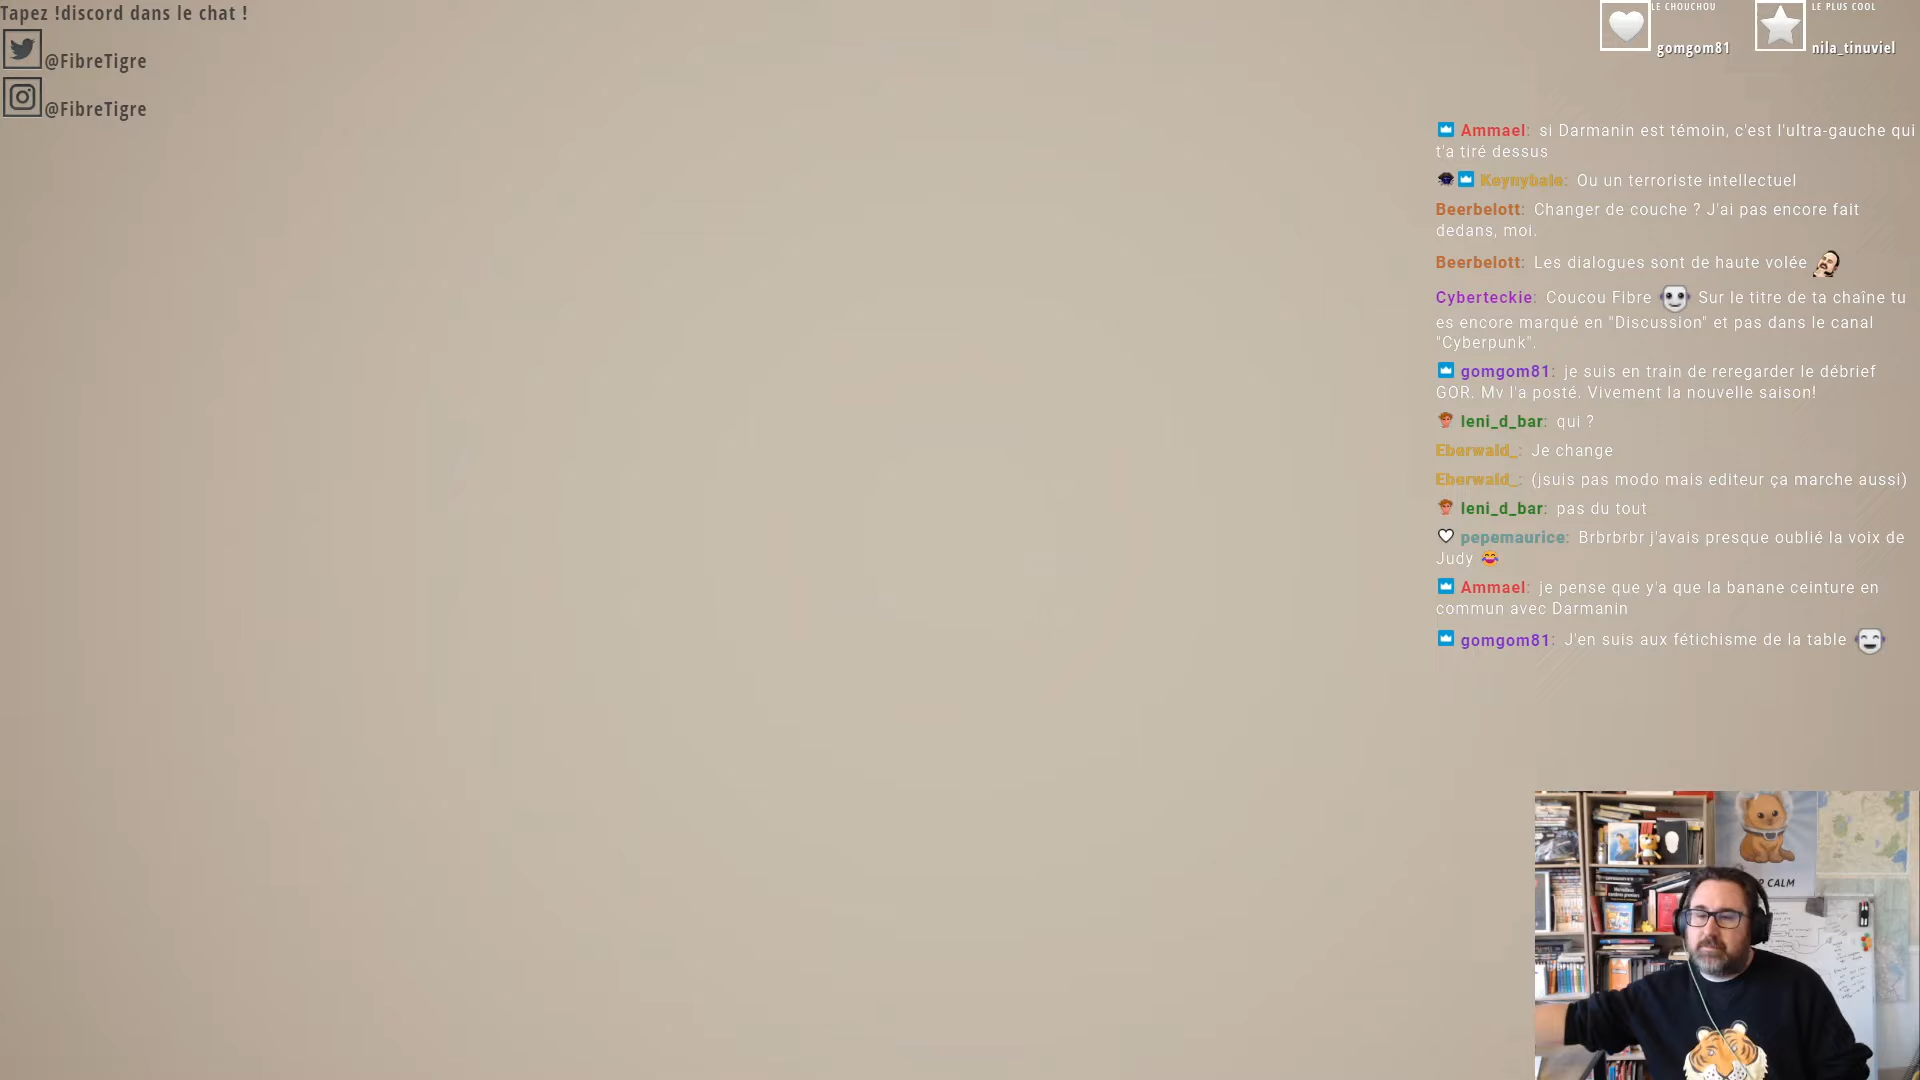 Tapez !discord dans le chat !
@FibreTigre
@FibreTigre
LE CHOUCHOU
gomgom81
LE PLUS COOL
nila_tinuviel
Ammael: si Darmanin est témoin, c'est l'ultra-gauche qui
t'a tiré dessus
Keynybale: Ou un terroriste intellectuel
Beerbelott: Changer de couche ? J'ai pas encore fait
dedans, moi.
Beerbelott: Les dialogues sont de haute volée
Cyberteckie: Coucou Fibre Sur le titre de ta chaîne tu
es encore marqué en "Discussion" et pas dans le canal
"Cyberpunk".
gomgom81: je suis en train de reregarder le débrief
GOR. Mv l'a posté. Vivement la nouvelle saison!
leni_d_bar: qui ?
Eberwald_: Je change
Eberwald_: (jsuis pas modo mais editeur ça marche aussi)
leni_d_bar: pas du tout
pepemaurice: Brbrbrbr j'avais presque oublié la voix de
Judy
Ammael: je pense que y'a que la banane ceinture en
commun avec Darmanin
gomgom81: J'en suis aux fétichisme de la table
CALM